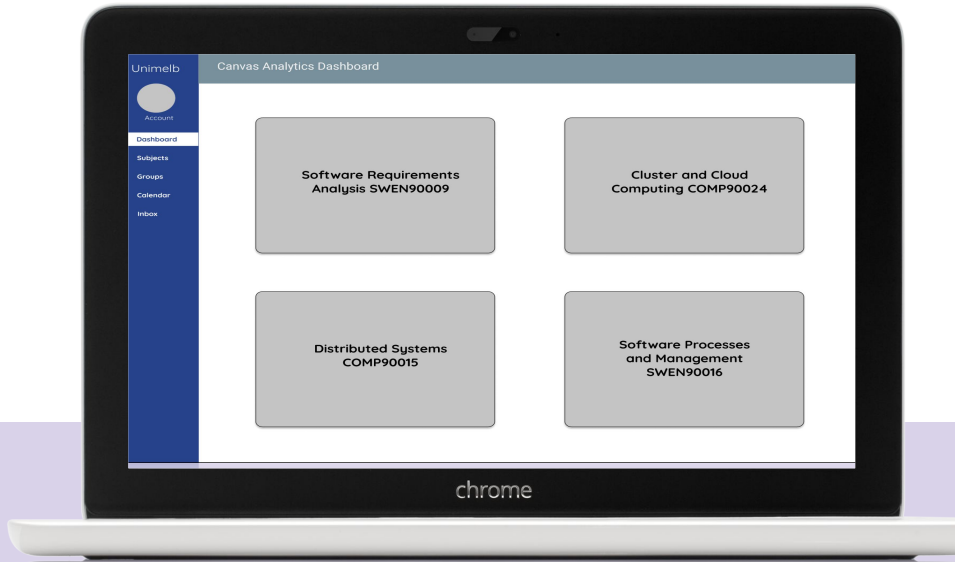 Unimelb
Canvas Analytics Dashboard
Account
Dashboard
Subjects
Groups
Calendar
Inbox
Software Requirements
Analysis SWEN90009
Cluster and Cloud
Computing COMP90024
Distributed Systems
COMP90015
Software Processes
and Management
SWEN90016
chrome